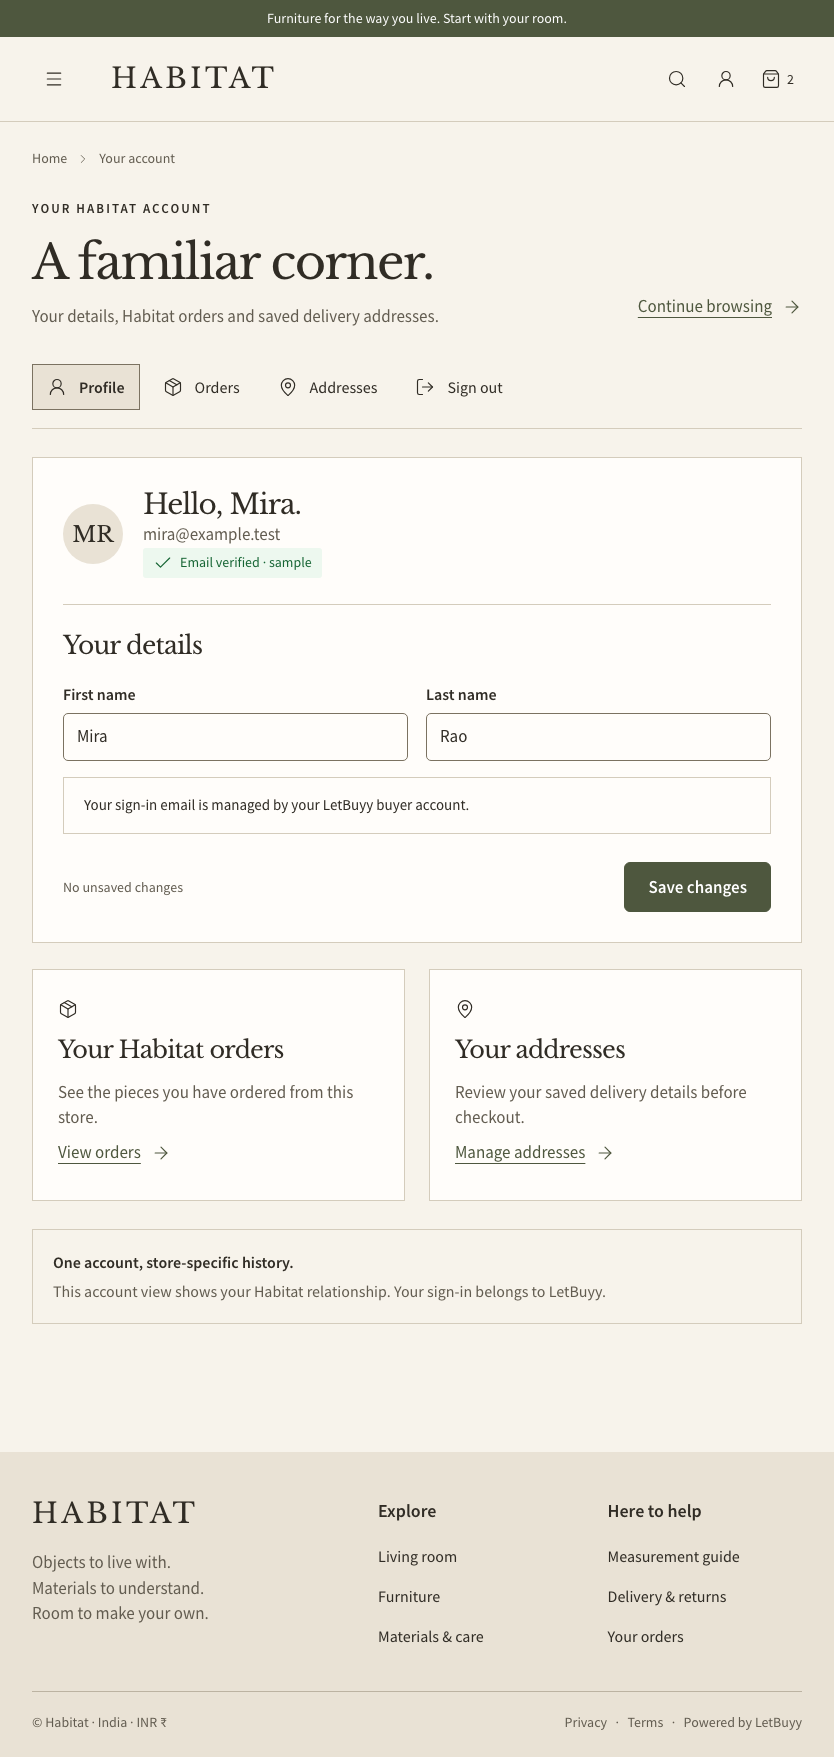 Furniture for the way you live. Start with your room.
HABITAT
2
Home
Your account
YOUR HABITAT ACCOUNT
A familiar corner.
Your details, Habitat orders and saved delivery addresses.
Continue browsing
Profile
Orders
Addresses
Sign out
MR
Hello, Mira.
mira@example.test
Email verified · sample
Your details
First name
Last name
Mira
Rao
Your sign-in email is managed by your LetBuyy buyer account.
No unsaved changes
Save changes
Your Habitat orders
See the pieces you have ordered from this
store.
View orders
Your addresses
Review your saved delivery details before
checkout.
Manage addresses
One account, store-specific history.
This account view shows your Habitat relationship. Your sign-in belongs to LetBuyy.
HABITAT
Objects to live with.
Materials to understand.
Room to make your own.
Explore
Living room
Furniture
Materials & care
Here to help
Measurement guide
Delivery & returns
Your orders
© Habitat · India · INR ₹
Privacy · Terms · Powered by LetBuyy